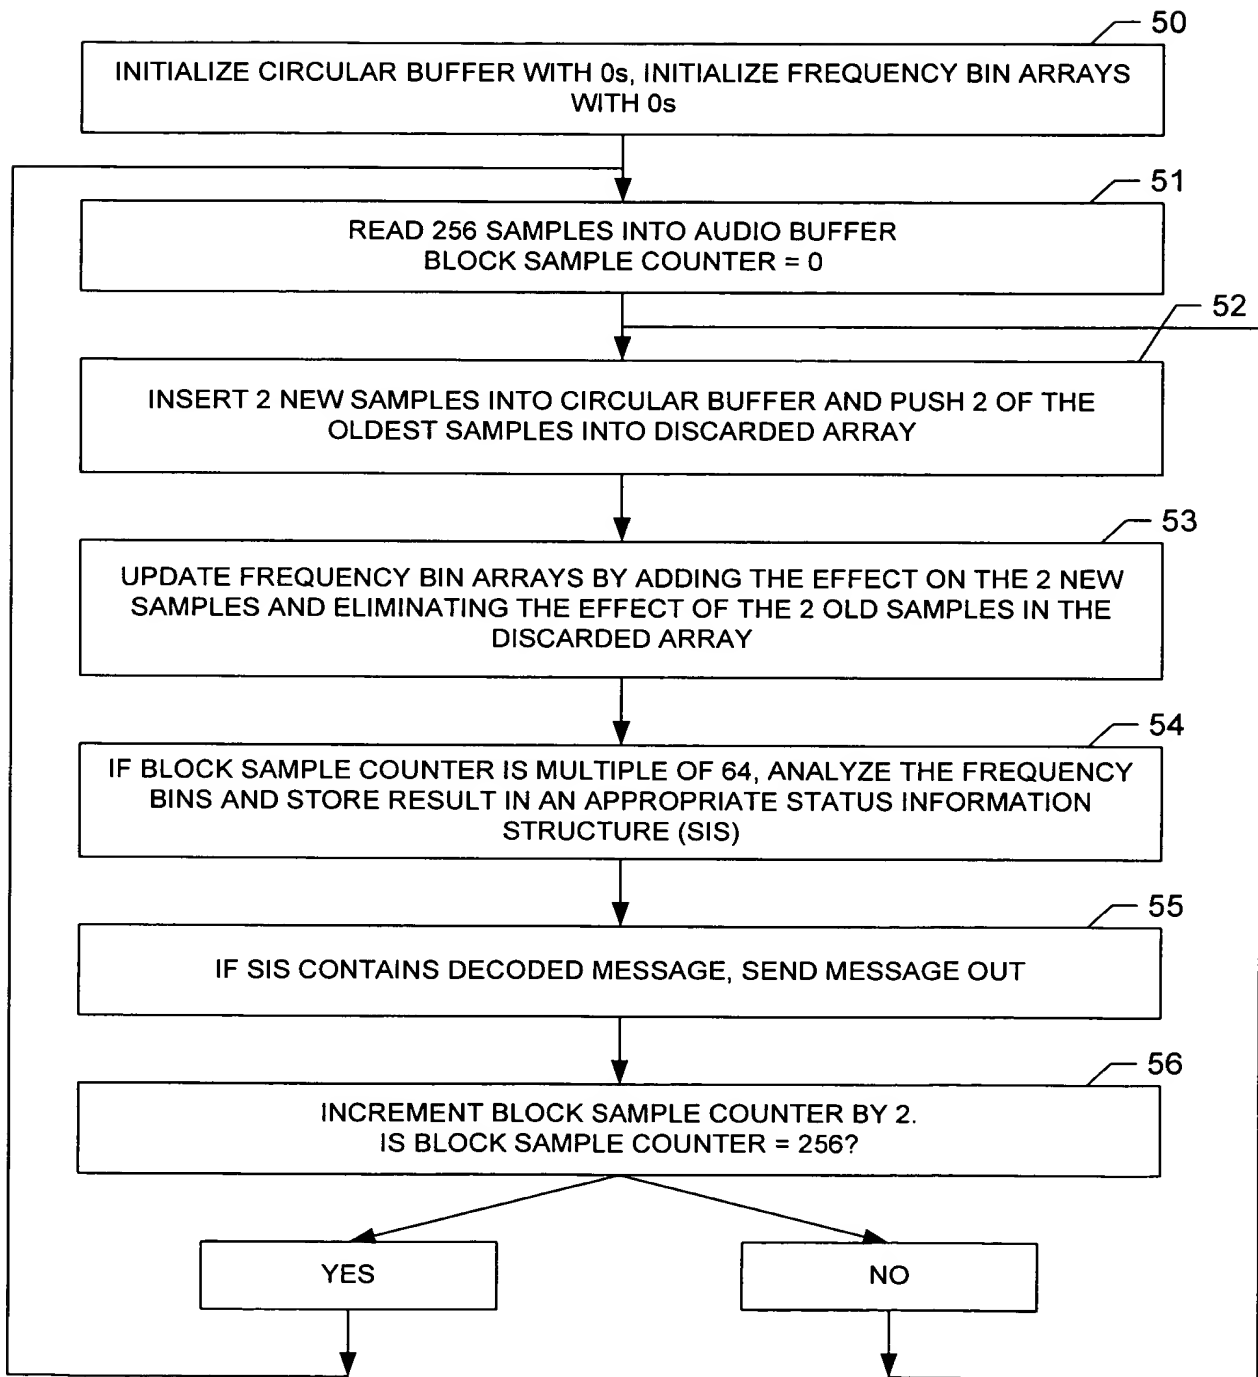 50
INITIALIZE CIRCULAR BUFFER WITH 0s, INITIALIZE FREQUENCY BIN ARRAYS
WITH 0s
51
READ 256 SAMPLES INTO AUDIO BUFFER
BLOCK SAMPLE COUNTER = 0
52
INSERT 2 NEW SAMPLES INTO CIRCULAR BUFFER AND PUSH 2 OF THE
OLDEST SAMPLES INTO DISCARDED ARRAY
53
UPDATE FREQUENCY BIN ARRAYS BY ADDING THE EFFECT ON THE 2 NEW
SAMPLES AND ELIMINATING THE EFFECT OF THE 2 OLD SAMPLES IN THE
DISCARDED ARRAY
54
IF BLOCK SAMPLE COUNTER IS MULTIPLE OF 64, ANALYZE THE FREQUENCY
BINS AND STORE RESULT IN AN APPROPRIATE STATUS INFORMATION
STRUCTURE (SIS)
55
IF SIS CONTAINS DECODED MESSAGE, SEND MESSAGE OUT
56
INCREMENT BLOCK SAMPLE COUNTER BY 2.
IS BLOCK SAMPLE COUNTER = 256?
YES
NO